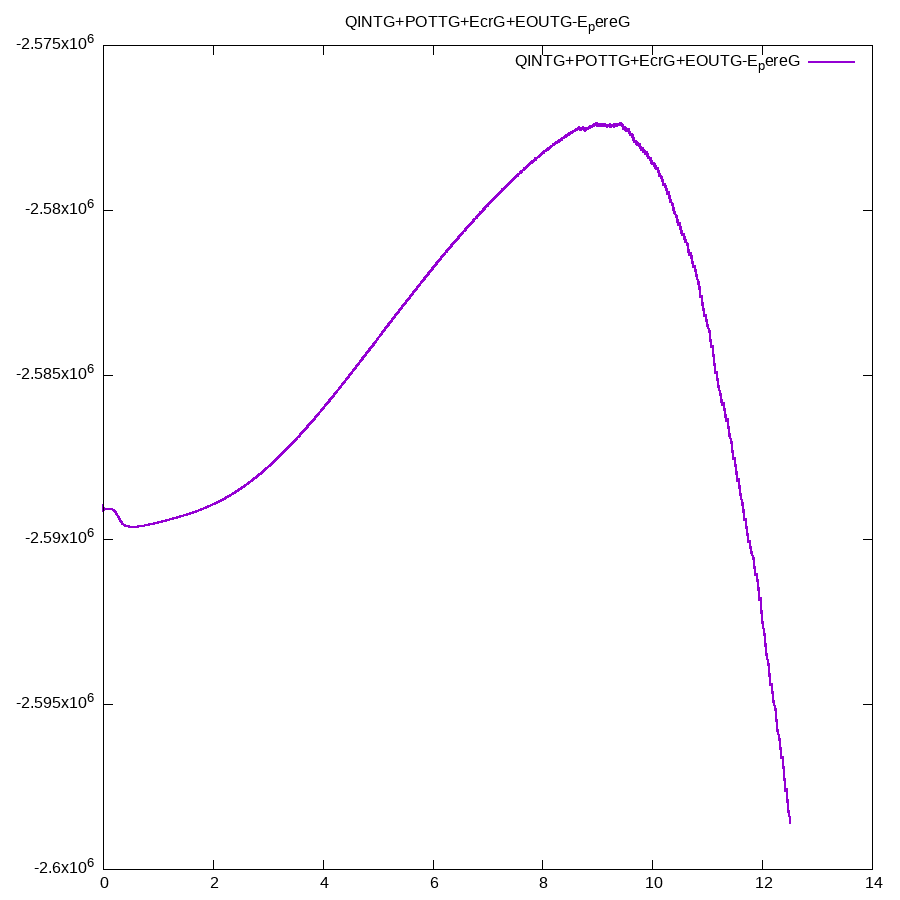 QINTG+POTTG+EcrG+EOUTG-EpereG
-2.575x10^6
QINTG+POTTG+EcrG+EOUTG-EpereG
-2.58x10^6
-2.585x10^6
-2.59x10^6
-2.595x10^6
-2.6x10^6
0 2 4 6 8 10 12 14